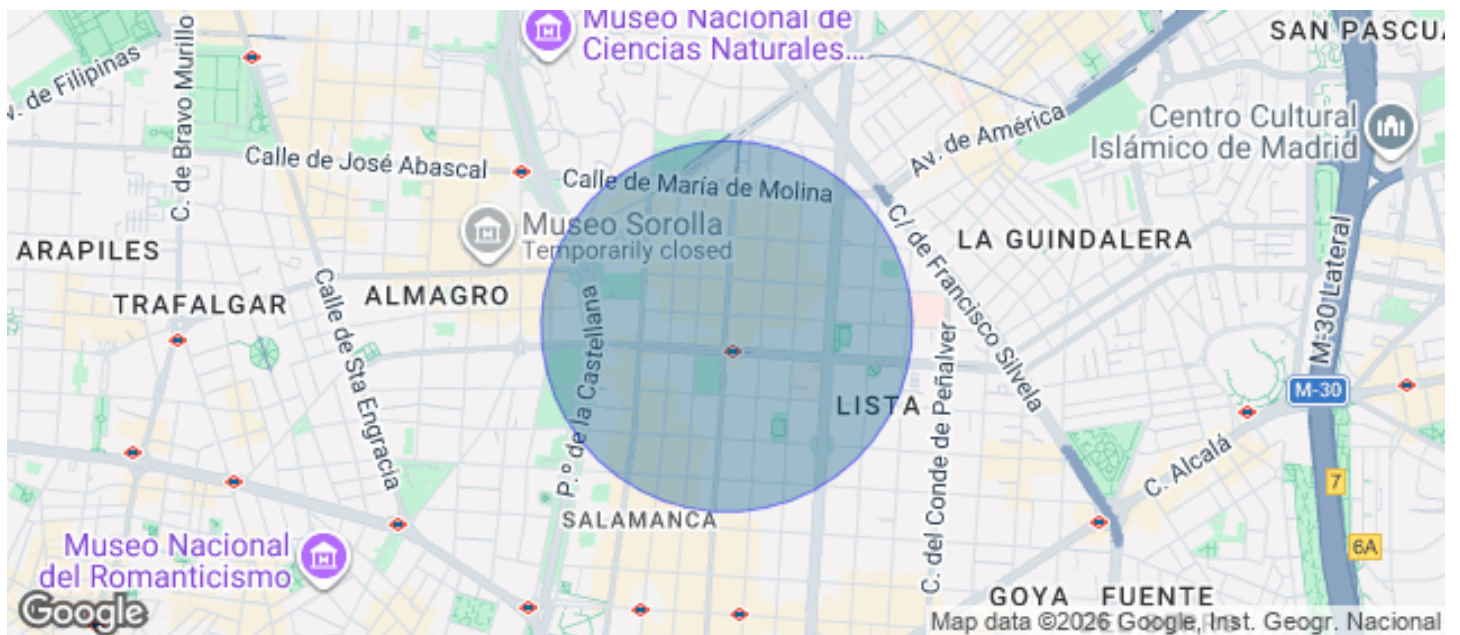 Museo Nacional de
Ciencias Naturales...
SAN PASCUA
de Filipinas
C. de Bravo Murillo
Av. de América
Centro Cultural
Islámico de Madrid
Calle de José Abascal
Calle de María de Molina
Museo Sorolla
Temporarily closed
C/ de Francisco Silvela
LA GUINDALERA
M-30 Lateral
ARAPILES
TRAFALGAR
ALMAGRO
Calle de Sta Engracia
P.º de la Castellana
C. del Conde de Peñalver
LISTA
M-30
C. Alcalá
7
6A
SALAMANCA
Museo Nacional
del Romanticismo
GOYA
FUENTE
Google
Map data ©2026 Google, Inst. Geogr. Nacional